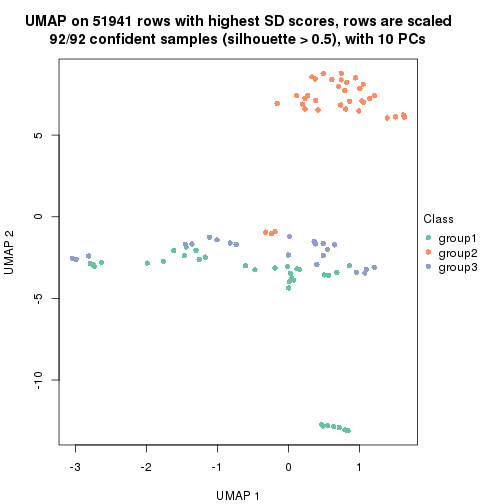 UMAP on 51941 rows with highest SD scores, rows are scaled
92/92 confident samples (silhouette > 0.5), with 10 PCs
5
0
-5
-10
UMAP 2
-3 -2 -1 0 1
UMAP 1
Class
group1
group2
group3